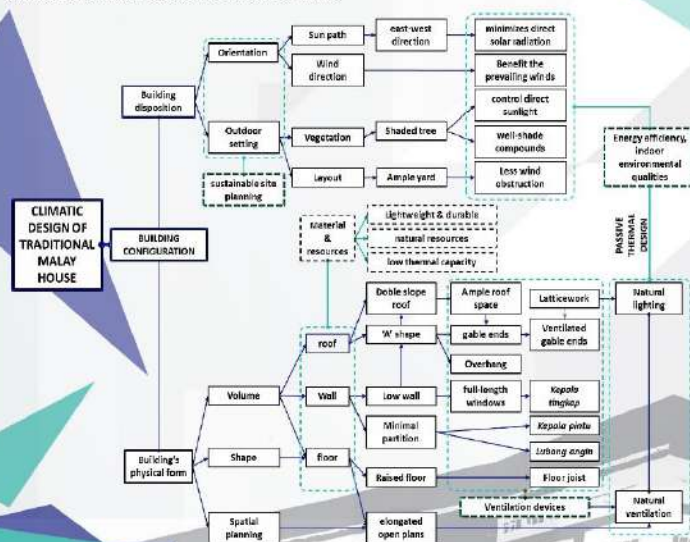 CLIMATIC
DESIGN OF
TRADITIONAL
MALAY
HOUSE
BUILDING
CONFIGURATION
Building
disposition
Orientation
Sun path
east-west
direction
minimizes direct
solar radiation
Wind
direction
Benefit the
prevailing winds
Outdoor
setting
Vegetation
Shaded tree
control direct
sunlight
well-shade
compounds
Layout
Ample yard
Less wind
obstruction
sustainable site
planning
Energy efficiency,
indoor
environmental
qualities
PASSIVE
THERMAL
DESIGN
Material
&
resources
Lightweight & durable
natural resources
low thermal capacity
Building's
physical form
Volume
Shape
Spatial
planning
roof
Wall
floor
Doble slope
roof
'A' shape
Low wall
Minimal
partition
Raised floor
elongated
open plans
Ample roof
space
gable ends
Overhang
full-length
windows
Latticework
Ventilated
gable ends
Kepala
tingkap
Kepala pintu
Lubang angin
Floor joist
Ventilation devices
Natural
lighting
Natural
ventilation